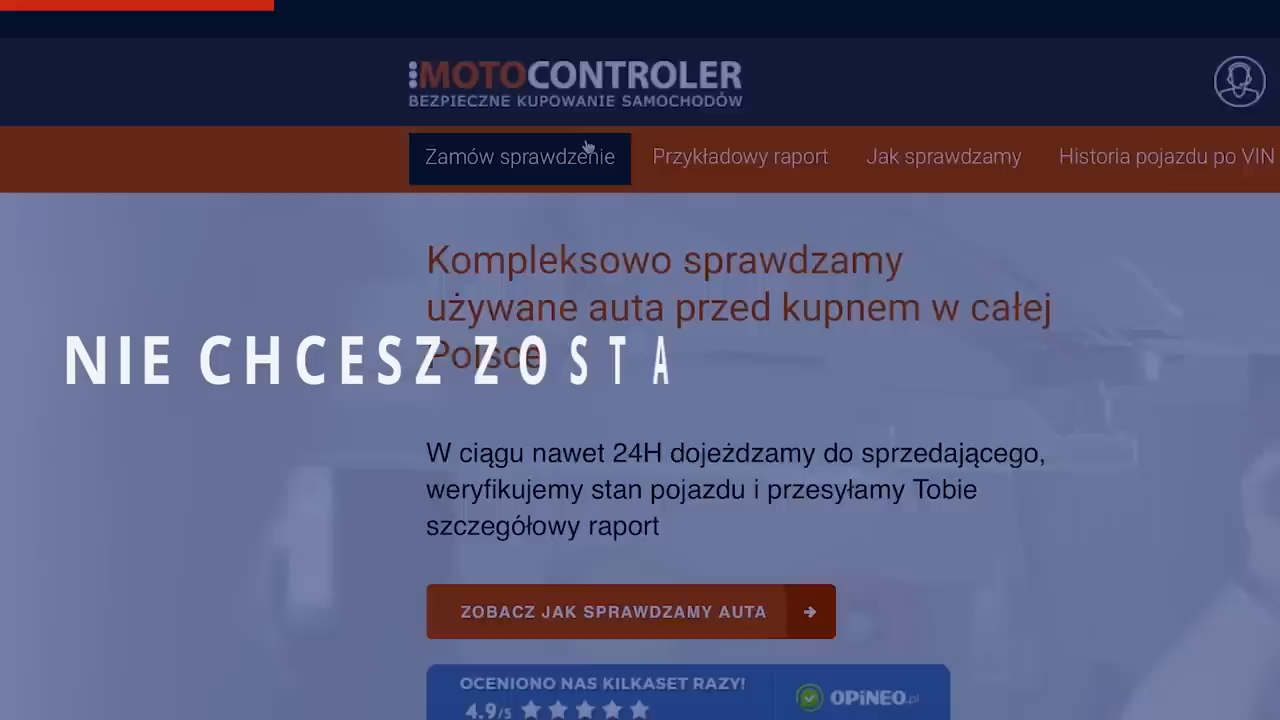 MOTOCONTROLER
BEZPIECZNE KUPOWANIE SAMOCHODÓW
Zamów sprawdzenie
Przykładowy raport
Jak sprawdzamy
Historia pojazdu po VIN
Kompleksowo sprawdzamy
używane auta przed kupnem w całej
Polsce
NIE CHCESZ ZOSTA
W ciągu nawet 24H dojeżdzamy do sprzedającego,
weryfikujemy stan pojazdu i przesyłamy Tobie
szczegółowy raport
ZOBACZ JAK SPRAWDZAMY AUTA
OCENIONO NAS KILKASET RAZY!
4.9/5
OPiNEO.pl